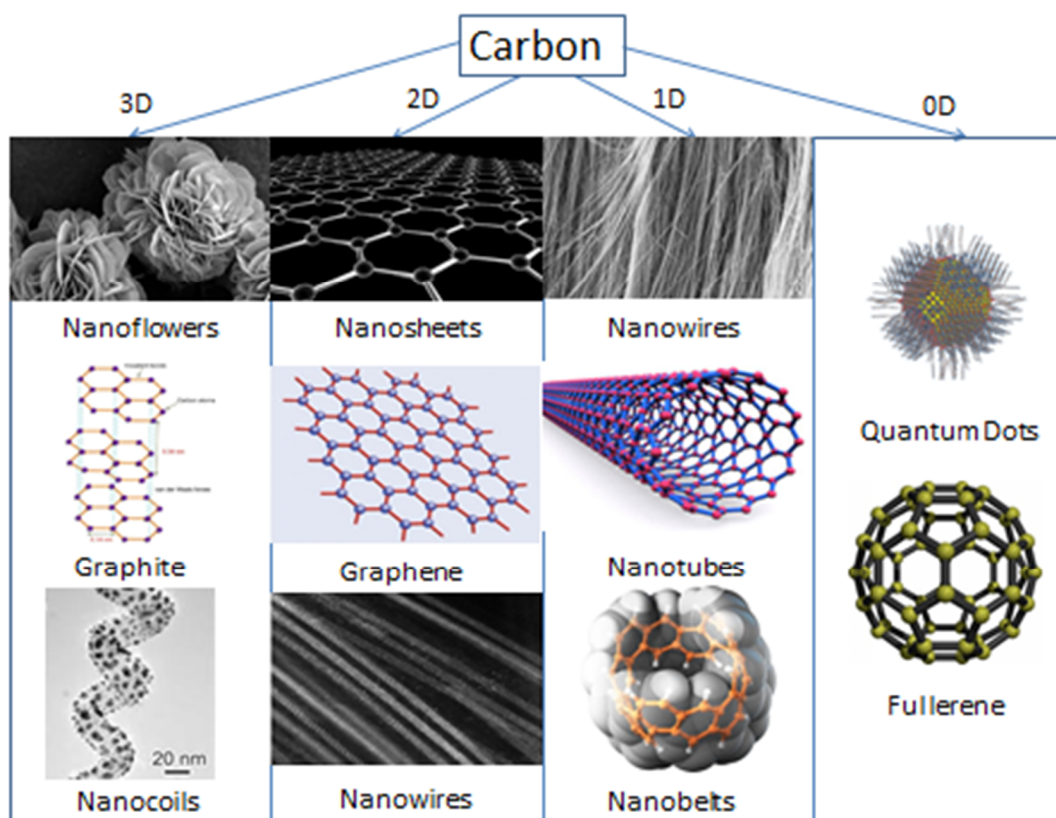 Carbon
3D
2D
1D
0D
Nanoflowers
Nanosheets
Nanowires
Quantum Dots
Graphite
Graphene
Nanotubes
Fullerene
20 nm
Nanocoils
Nanowires
Nanobelts